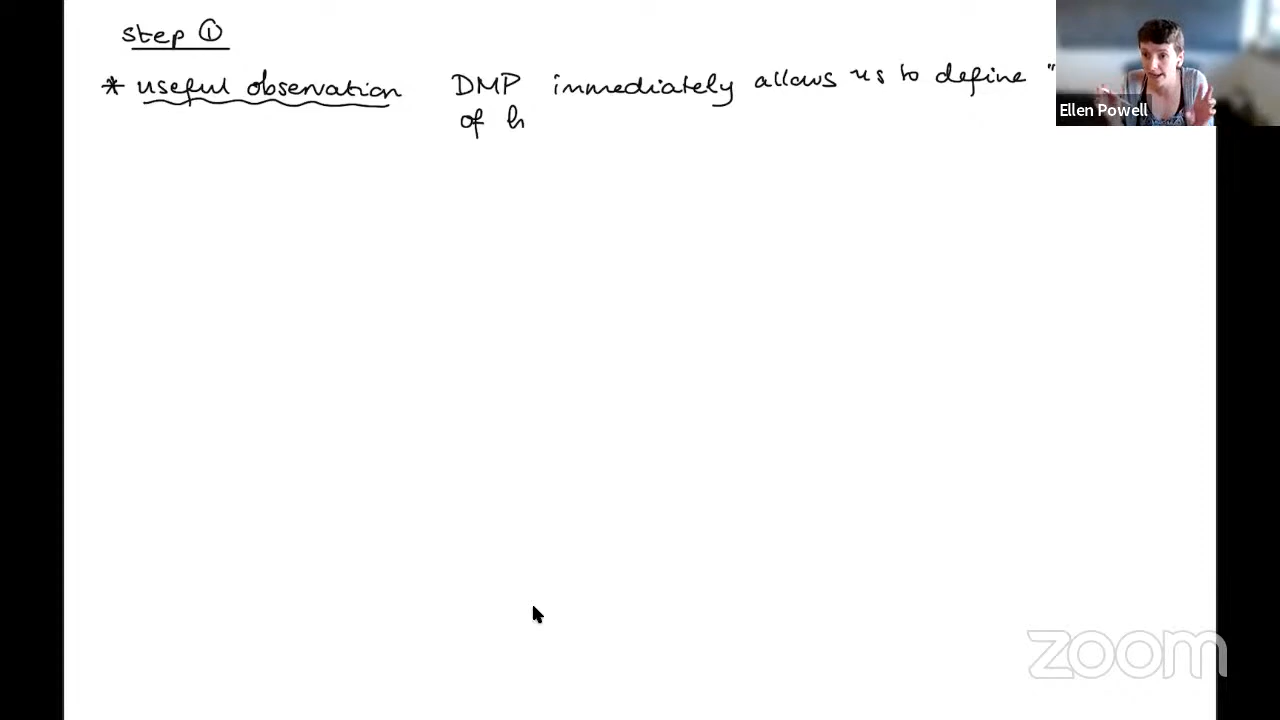 step ①
* useful observation DMP immediately allows us to define "
of h
Ellen Powell
zoom